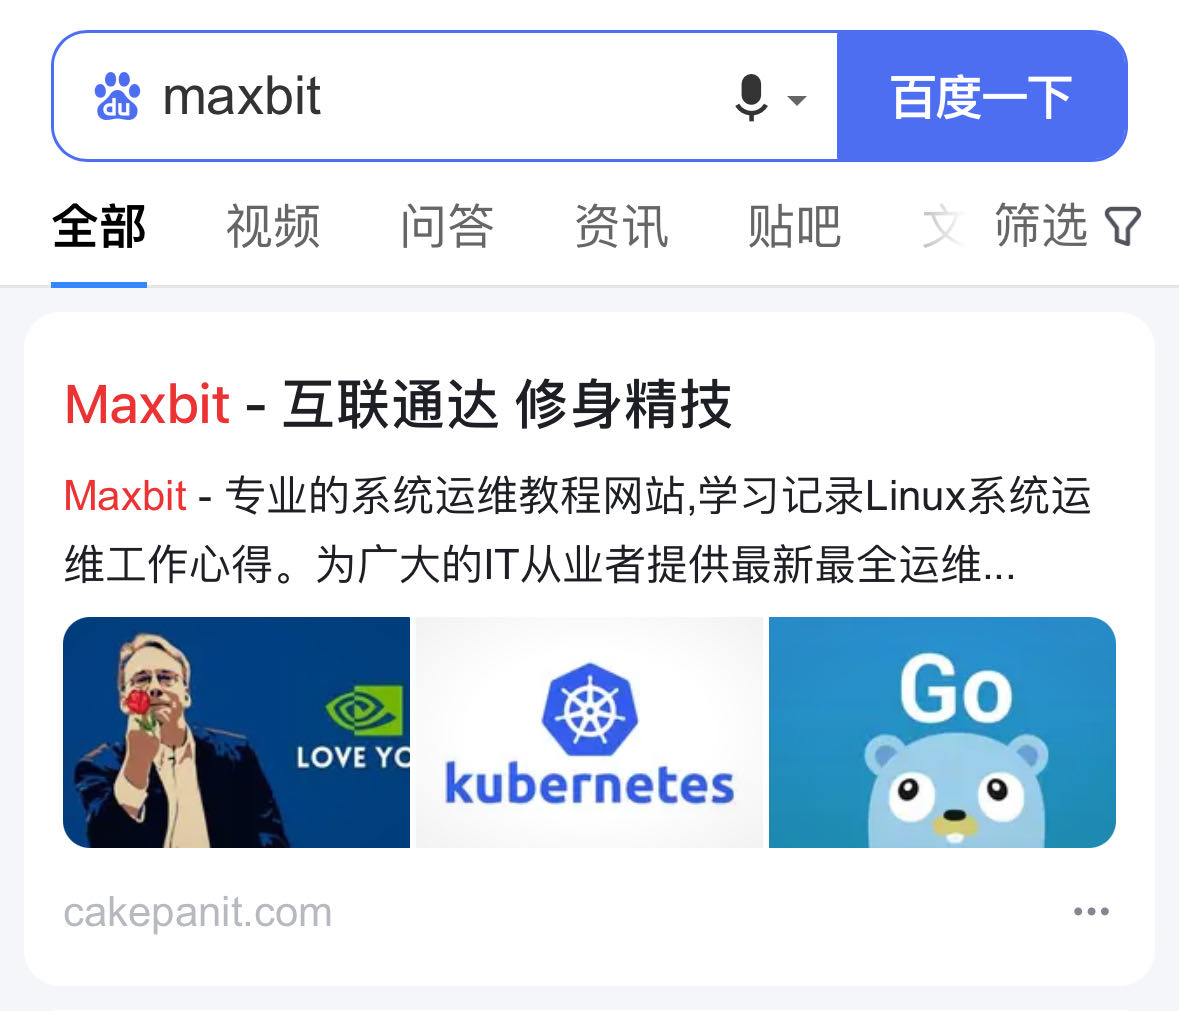 du maxbit 百度一下
全部 视频 问答 资讯 贴吧 文 筛选
Maxbit - 互联通达 修身精技
Maxbit - 专业的系统运维教程网站,学习记录Linux系统运
维工作心得。为广大的IT从业者提供最新最全运维...
LOVE YO
kubernetes
Go
cakepanit.com